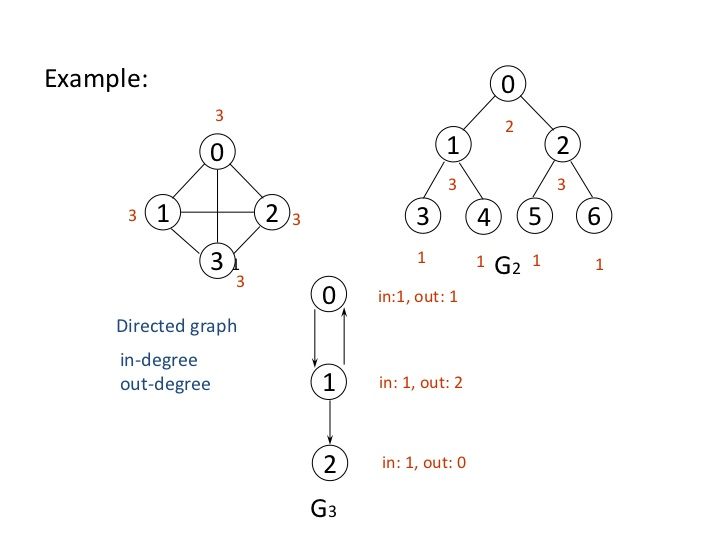 Example:
3
0
3
1
2
3
3
1
3
0
2
1
2
3
3
3
4
5
6
1
1
G2
1
1
0
in:1, out: 1
Directed graph
in-degree
out-degree
1
in: 1, out: 2
2
in: 1, out: 0
G3